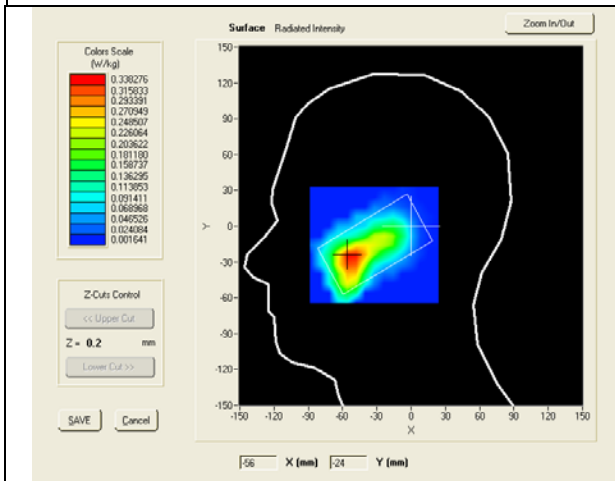 Surface Radiated Intensity
Zoom In/Out
Colors Scale
(W/kg)
0.338276
0.315833
0.293391
0.270949
0.248507
0.226064
0.203622
0.181180
0.158737
0.136295
0.113853
0.091411
0.068968
0.046526
0.024084
0.001641
150-
120-
90-
60-
30-
0-
-30-
-60-
-90-
-120-
-150-
Y
-150 -120 -90 -60 -30 0 30 60 90 120 150
X
Z-Cuts Control
<< Upper Cut
Z = 0.2 mm
Lower Cut >>
SAVE Cancel
-56 X (mm) -24 Y (mm)